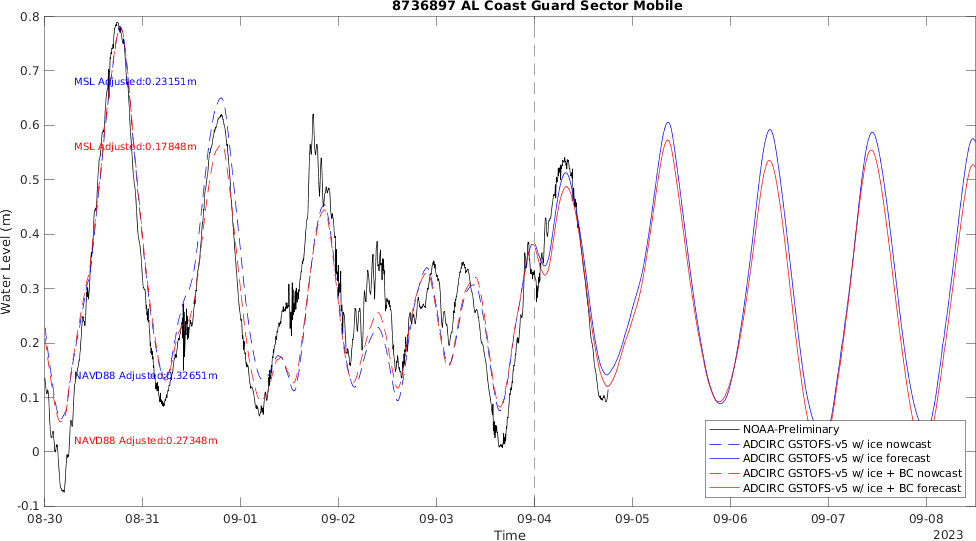 8736897 AL Coast Guard Sector Mobile
0.8
0.7
0.6
0.5
0.4
0.3
0.2
0.1
0
-0.1
Water Level (m)
MSL Adjusted:0.23151m
MSL Adjusted:0.17848m
NAVD88 Adjusted:0.32651m
NAVD88 Adjusted:0.27348m
NOAA-Preliminary
ADCIRC GSTOFS-v5 w/ ice nowcast
ADCIRC GSTOFS-v5 w/ ice forecast
ADCIRC GSTOFS-v5 w/ ice + BC nowcast
ADCIRC GSTOFS-v5 w/ ice + BC forecast
08-30 08-31 09-01 09-02 09-03 09-04 09-05 09-06 09-07 09-08
Time
2023